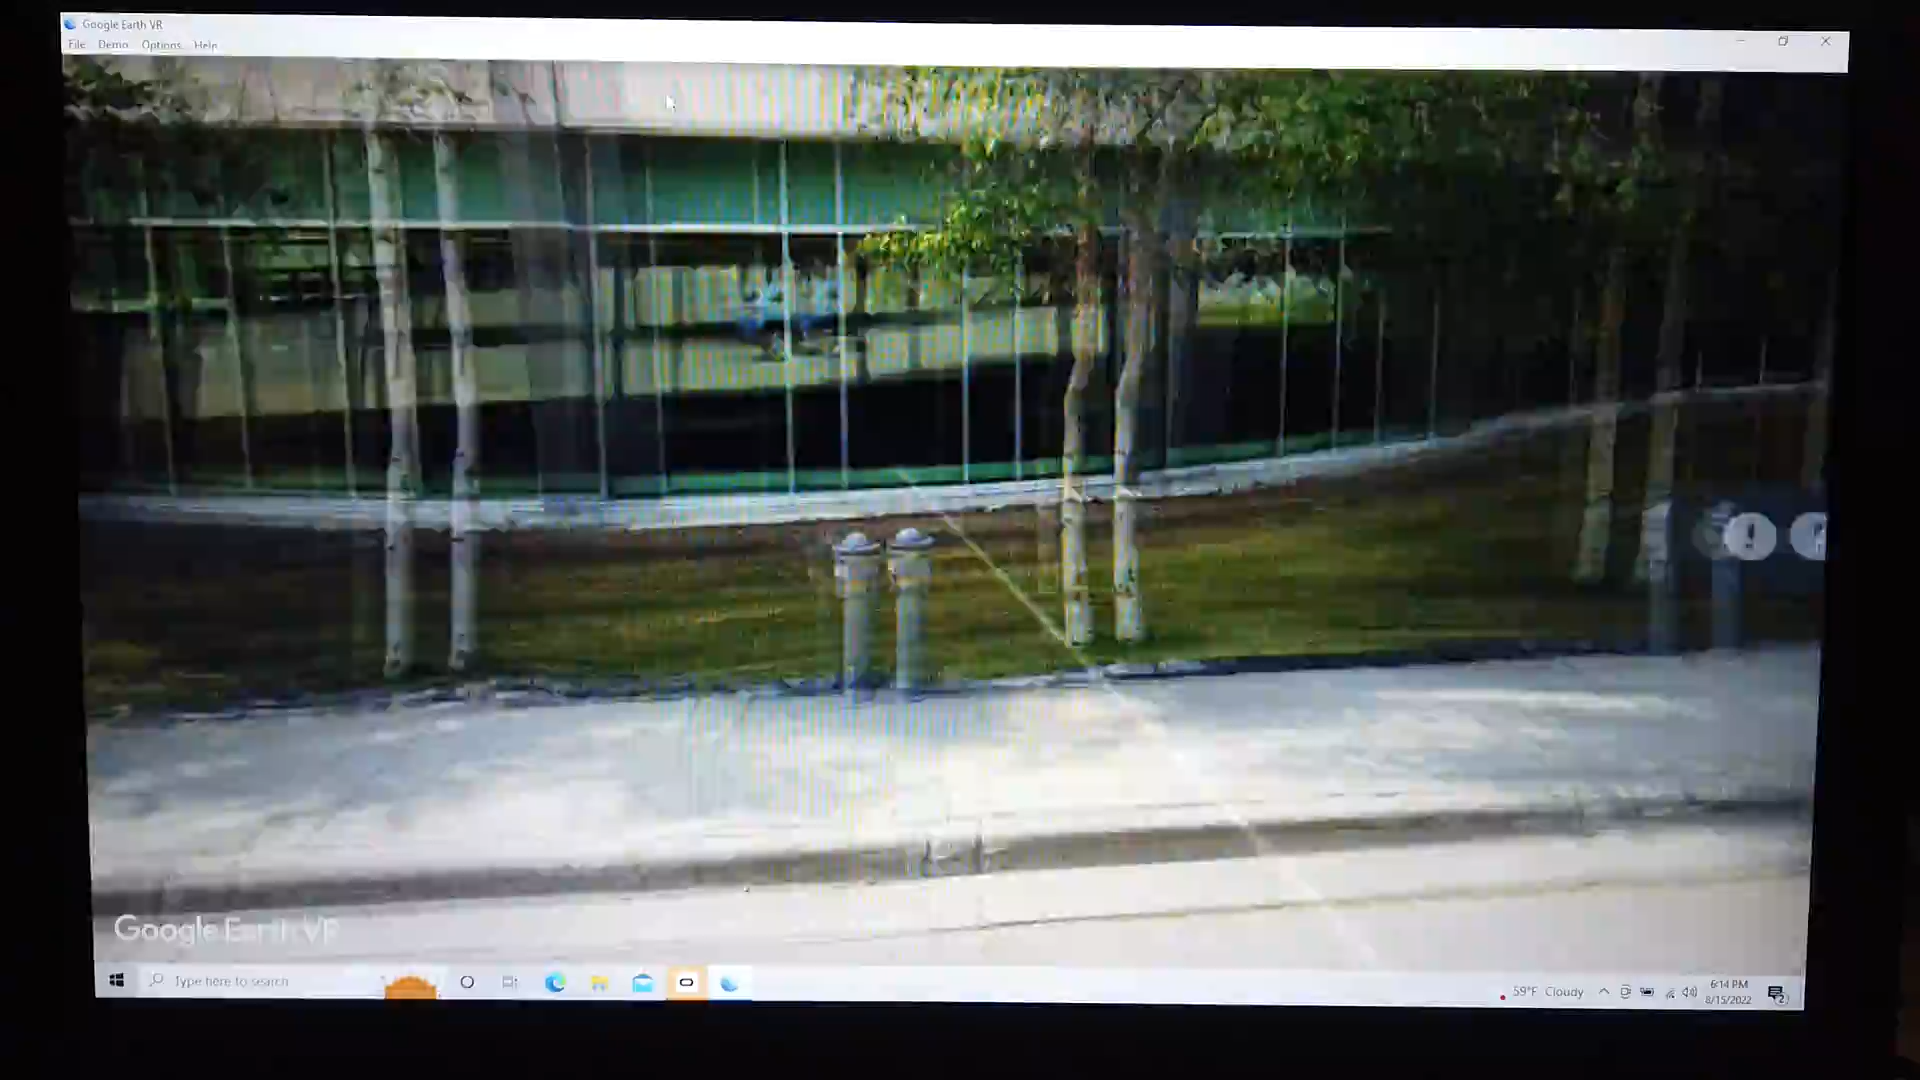 Google Earth VR
File Demo Options Help
Google Earth VR
Type here to search
59°F Cloudy
6:14 PM
8/15/2022
2